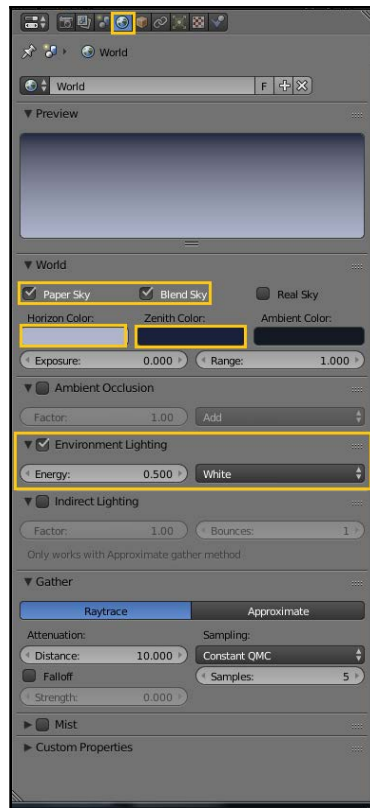 World
World F
Preview
World
Paper Sky Blend Sky Real Sky
Horizon Color: Zenith Color: Ambient Color:
Exposure: 0.000 Range: 1.000
Ambient Occlusion
Factor: 1.00 Add
Environment Lighting
Energy: 0.500 White
Indirect Lighting
Factor: 1.00 Bounces: 1
Only works with Approximate gather method
Gather
Raytrace Approximate
Attenuation: Sampling:
Distance: 10.000 Constant QMC
Falloff Samples: 5
Strength: 0.000
Mist
Custom Properties